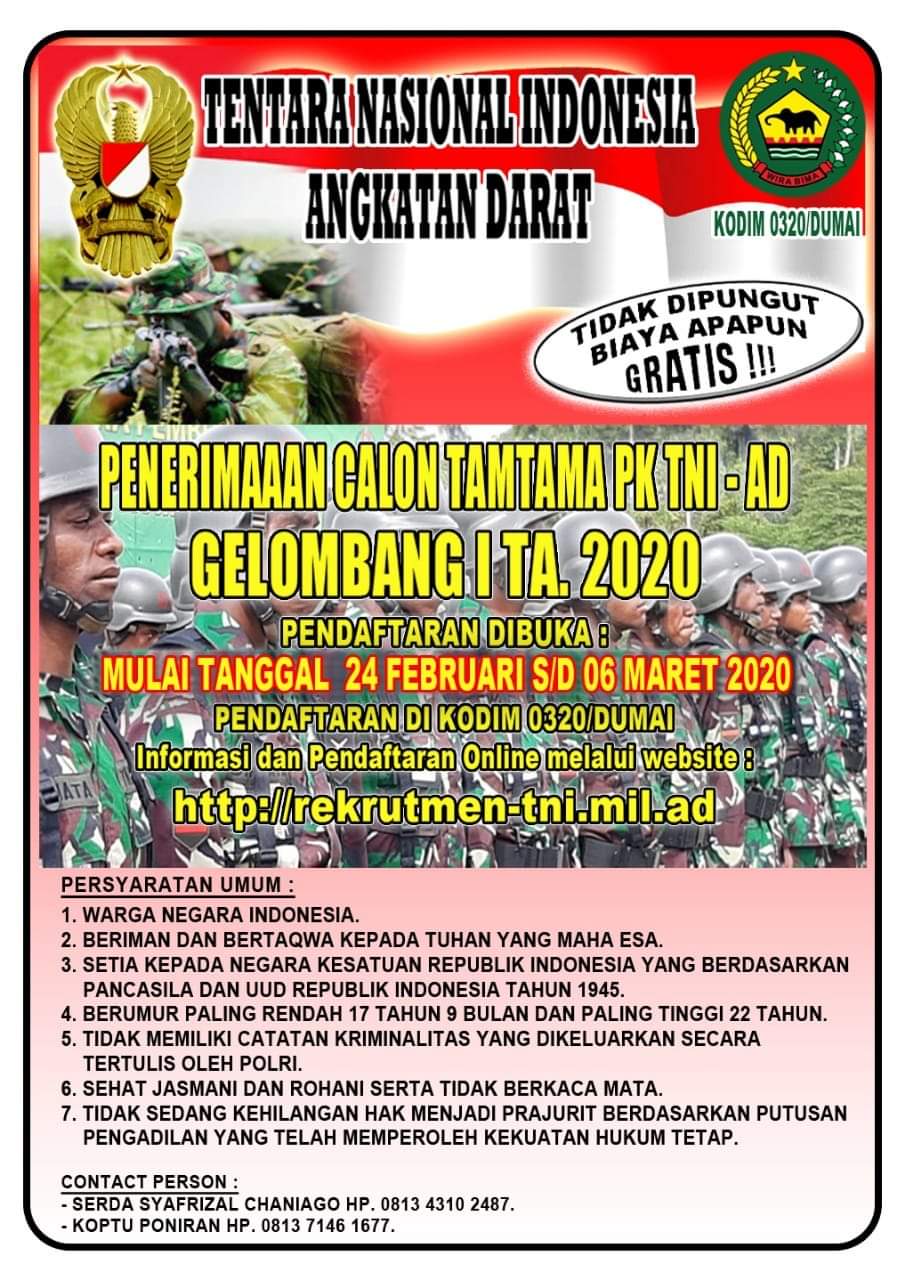 TENTARA NASIONAL INDONESIA
ANGKATAN DARAT
WIRA BIMA
KODIM 0320/DUMAI
TIDAK DIPUNGUT
BIAYA APAPUN
GRATIS !!!
PENERIMAAAN CALON TAMTAMA PK TNI - AD
GELOMBANG I TA. 2020
PENDAFTARAN DIBUKA :
MULAI TANGGAL 24 FEBRUARI S/D 06 MARET 2020
PENDAFTARAN DI KODIM 0320/DUMAI
Informasi dan Pendaftaran Online melalui website :
http://rekrutmen-tni.mil.ad
PERSYARATAN UMUM :
1. WARGA NEGARA INDONESIA.
2. BERIMAN DAN BERTAQWA KEPADA TUHAN YANG MAHA ESA.
3. SETIA KEPADA NEGARA KESATUAN REPUBLIK INDONESIA YANG BERDASARKAN
PANCASILA DAN UUD REPUBLIK INDONESIA TAHUN 1945.
4. BERUMUR PALING RENDAH 17 TAHUN 9 BULAN DAN PALING TINGGI 22 TAHUN.
5. TIDAK MEMILIKI CATATAN KRIMINALITAS YANG DIKELUARKAN SECARA
TERTULIS OLEH POLRI.
6. SEHAT JASMANI DAN ROHANI SERTA TIDAK BERKACA MATA.
7. TIDAK SEDANG KEHILANGAN HAK MENJADI PRAJURIT BERDASARKAN PUTUSAN
PENGADILAN YANG TELAH MEMPEROLEH KEKUATAN HUKUM TETAP.
CONTACT PERSON :
- SERDA SYAFRIZAL CHANIAGO HP. 0813 4310 2487.
- KOPTU PONIRAN HP. 0813 7146 1677.